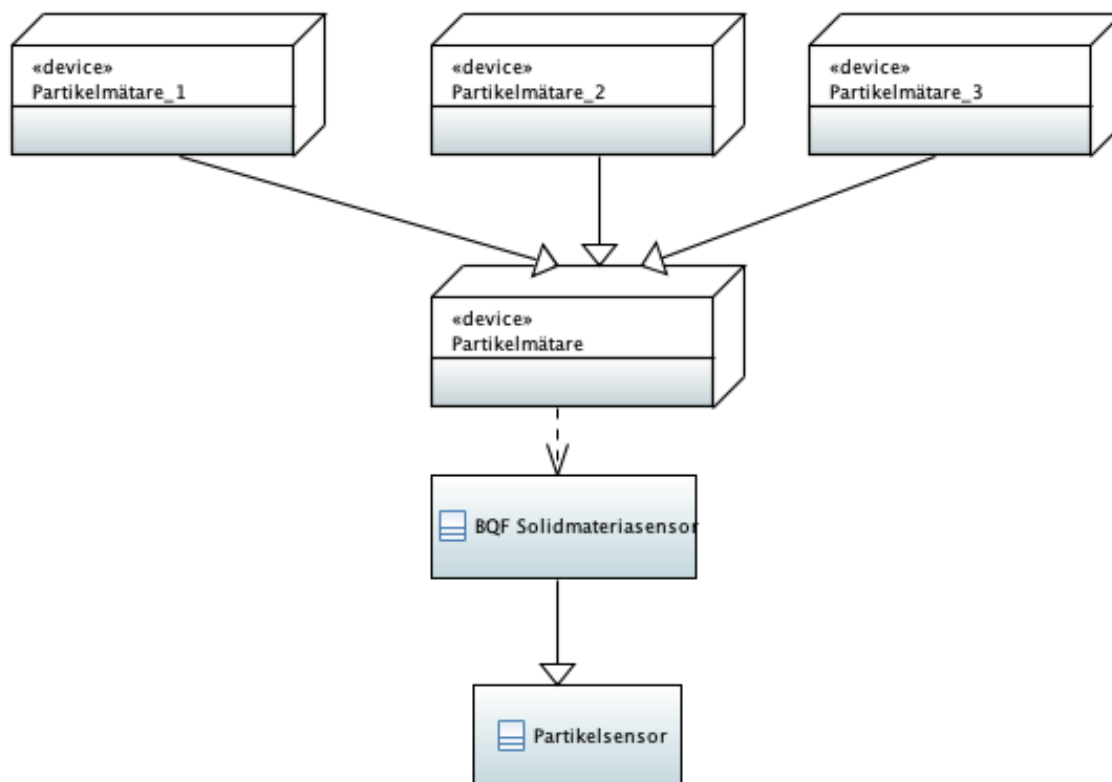 «device»
Partikelmätare_1
«device»
Partikelmätare_2
«device»
Partikelmätare_3
«device»
Partikelmätare
BQF Solidmateriasensor
Partikelsensor